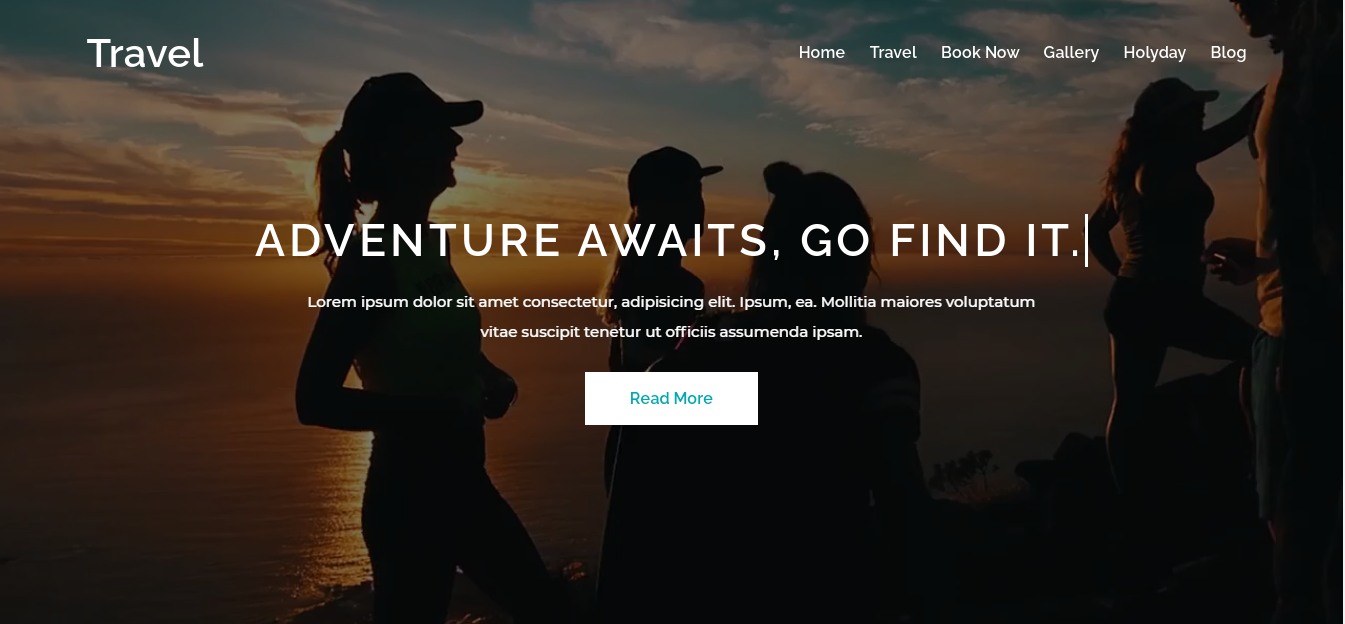 Travel
Home Travel Book Now Gallery Holyday Blog
ADVENTURE AWAITS, GO FIND IT.
Lorem ipsum dolor sit amet consectetur, adipisicing elit. Ipsum, ea. Mollitia maiores voluptatum
vitae suscipit tenetur ut officiis assumenda ipsam.
Read More